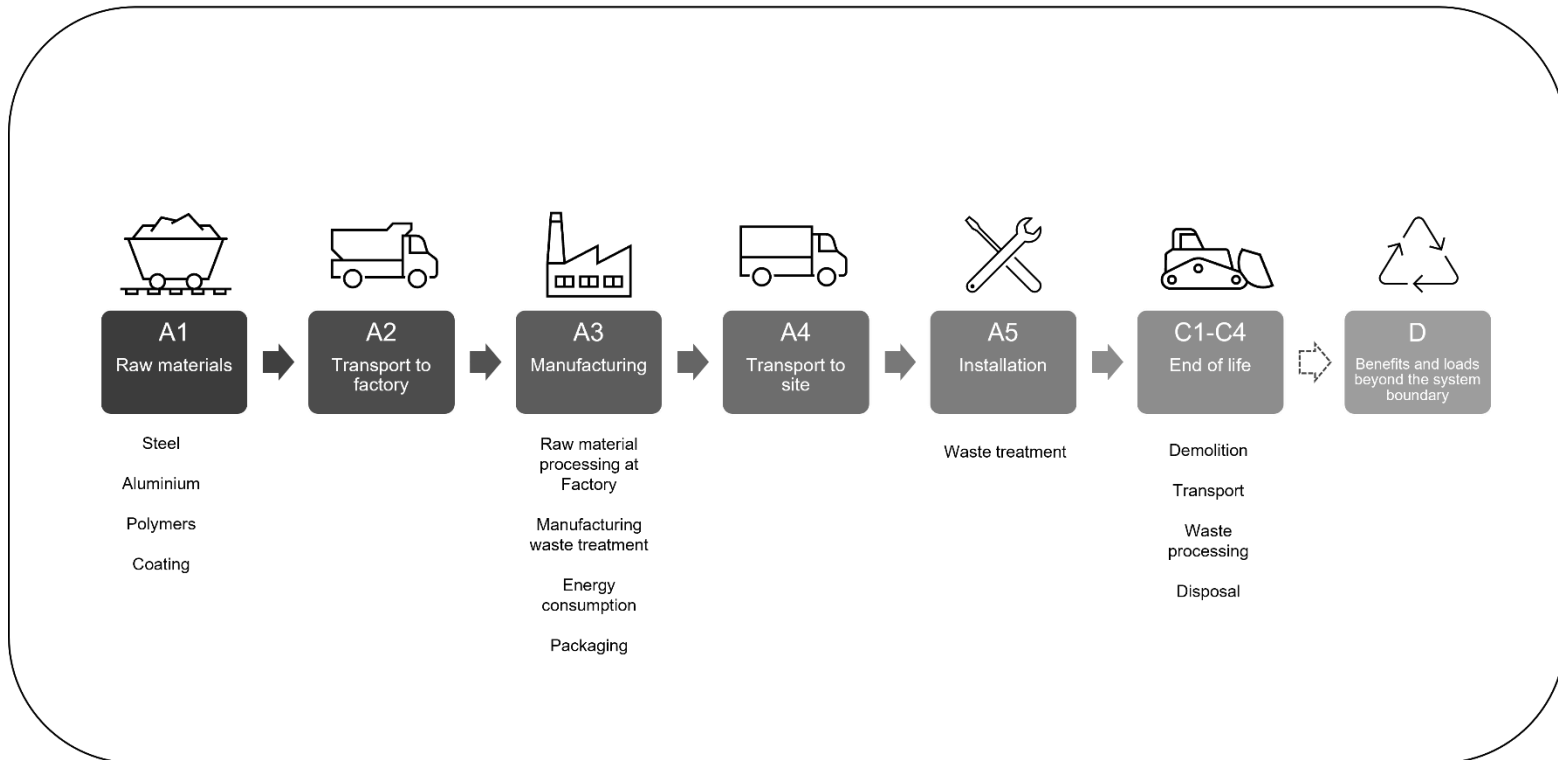 A1
Raw materials
Steel
Aluminium
Polymers
Coating
A2
Transport to
factory
A3
Manufacturing
Raw material
processing at
Factory
Manufacturing
waste treatment
Energy
consumption
Packaging
A4
Transport to
site
A5
Installation
Waste treatment
C1-C4
End of life
Demolition
Transport
Waste
processing
Disposal
D
Benefits and loads
beyond the system
boundary